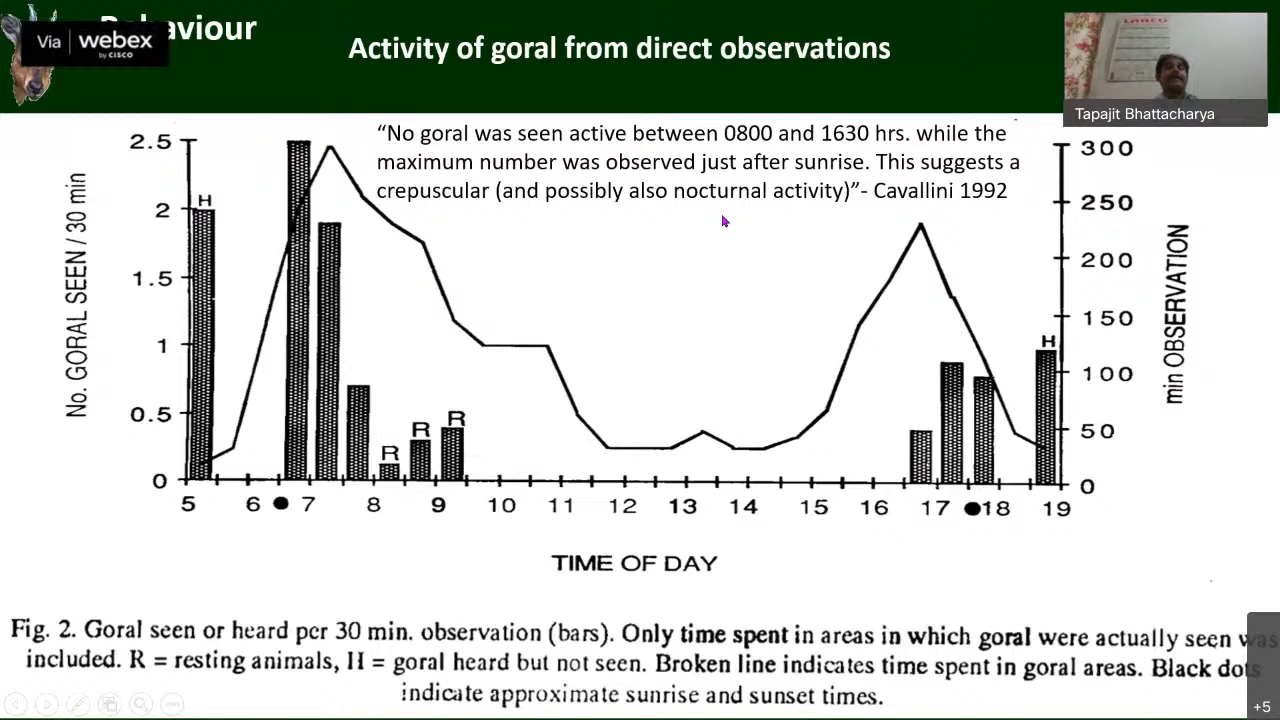 Behaviour
Via webex
by CISCO
Activity of goral from direct observations
LABCO
Tapajit Bhattacharya
“No goral was seen active between 0800 and 1630 hrs. while the
maximum number was observed just after sunrise. This suggests a
crepuscular (and possibly also nocturnal activity)”- Cavallini 1992
No. GORAL SEEN / 30 min
2.5
2
1.5
1
0.5
0
H
R
R
R
H
300
250
200
150
100
50
0
min OBSERVATION
5 6 7 8 9 10 11 12 13 14 15 16 17 18 19
TIME OF DAY
Fig. 2. Goral seen or heard per 30 min. observation (bars). Only time spent in areas in which goral were actually seen was
included. R = resting animals, H = goral heard but not seen. Broken line indicates time spent in goral areas. Black dots
indicate approximate sunrise and sunset times.
+5